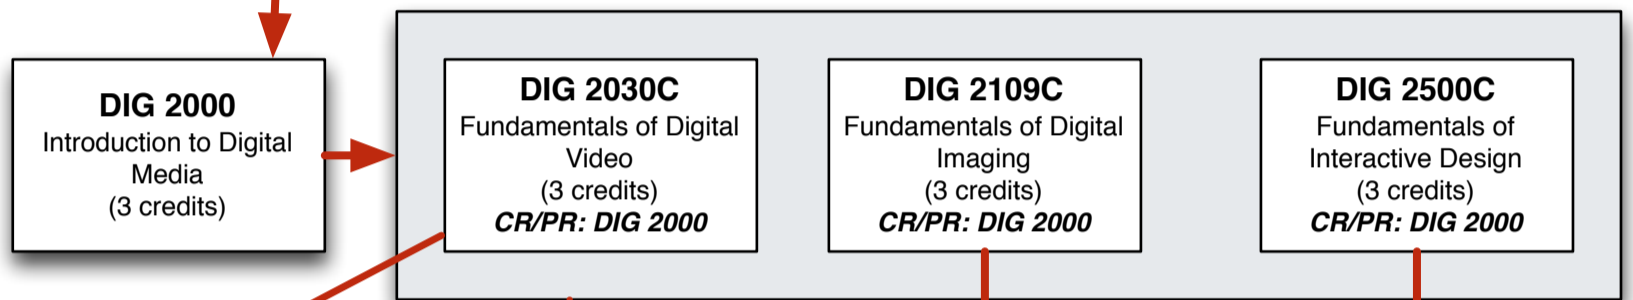 DIG 2000
Introduction to Digital
Media
(3 credits)
DIG 2030C
Fundamentals of Digital
Video
(3 credits)
CR/PR: DIG 2000
DIG 2109C
Fundamentals of Digital
Imaging
(3 credits)
CR/PR: DIG 2000
DIG 2500C
Fundamentals of
Interactive Design
(3 credits)
CR/PR: DIG 2000